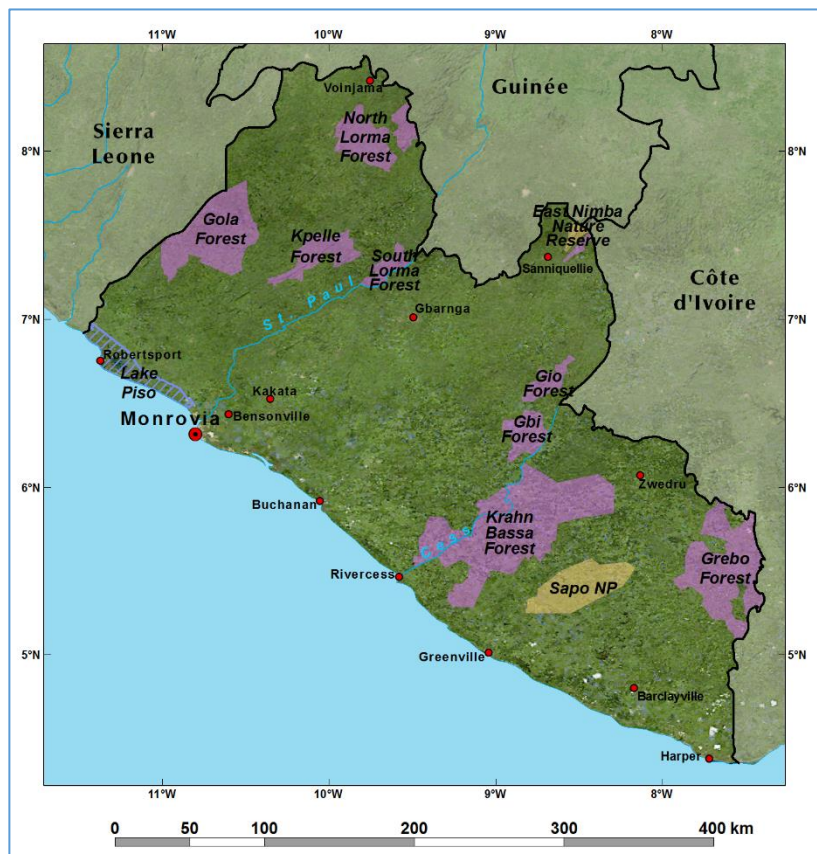 11°W 10°W 9°W 8°W
Voinjama
Guinée
Sierra
Leone
North
Lorma
Forest
8°N
8°N
Gola
Forest
Kpelle
Forest
South
Lorma
Forest
East Nimba
Nature
Reserve
Sanniquellie
Côte
d'Ivoire
St. Paul
Gbarnga
7°N
7°N
Robertsport
Lake
Piso
Kakata
Bensonville
Monrovia
Gio
Forest
Gbi
Forest
6°N
6°N
Zwedru
Buchanan
Krahn
Bassa
Forest
Cess
Grebo
Forest
Rivercess
Sapo NP
5°N
5°N
Greenville
Barclayville
Harper
11°W 10°W 9°W 8°W
0 50 100 200 300 400 km